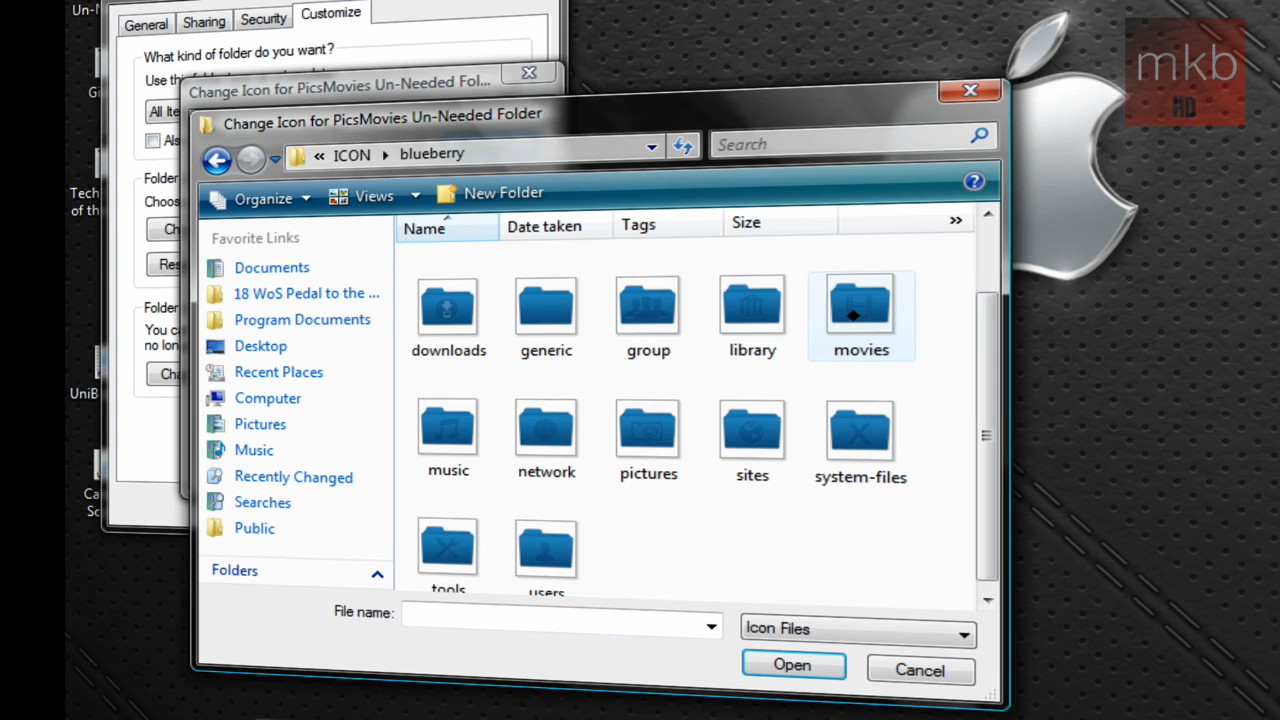 Un-N
General
Sharing
Security
Customize
What kind of folder do you want?
Use thi
All Ite
Als
Folder
Choos
Ch
Res
Folder
You ca
no lon
Cha
Gi
Tech
of the
UniB
Ca
Sc
Change Icon for PicsMovies Un-Needed Fol...
Change Icon for PicsMovies Un-Needed Folder
« ICON ▸ blueberry
Search
Organize
Views
New Folder
Favorite Links
Documents
18 WoS Pedal to the ...
Program Documents
Desktop
Recent Places
Computer
Pictures
Music
Recently Changed
Searches
Public
Folders
Name
Date taken
Tags
Size
»
downloads
generic
group
library
movies
music
network
pictures
sites
system-files
tools
users
File name:
Icon Files
Open
Cancel
mkb
HD